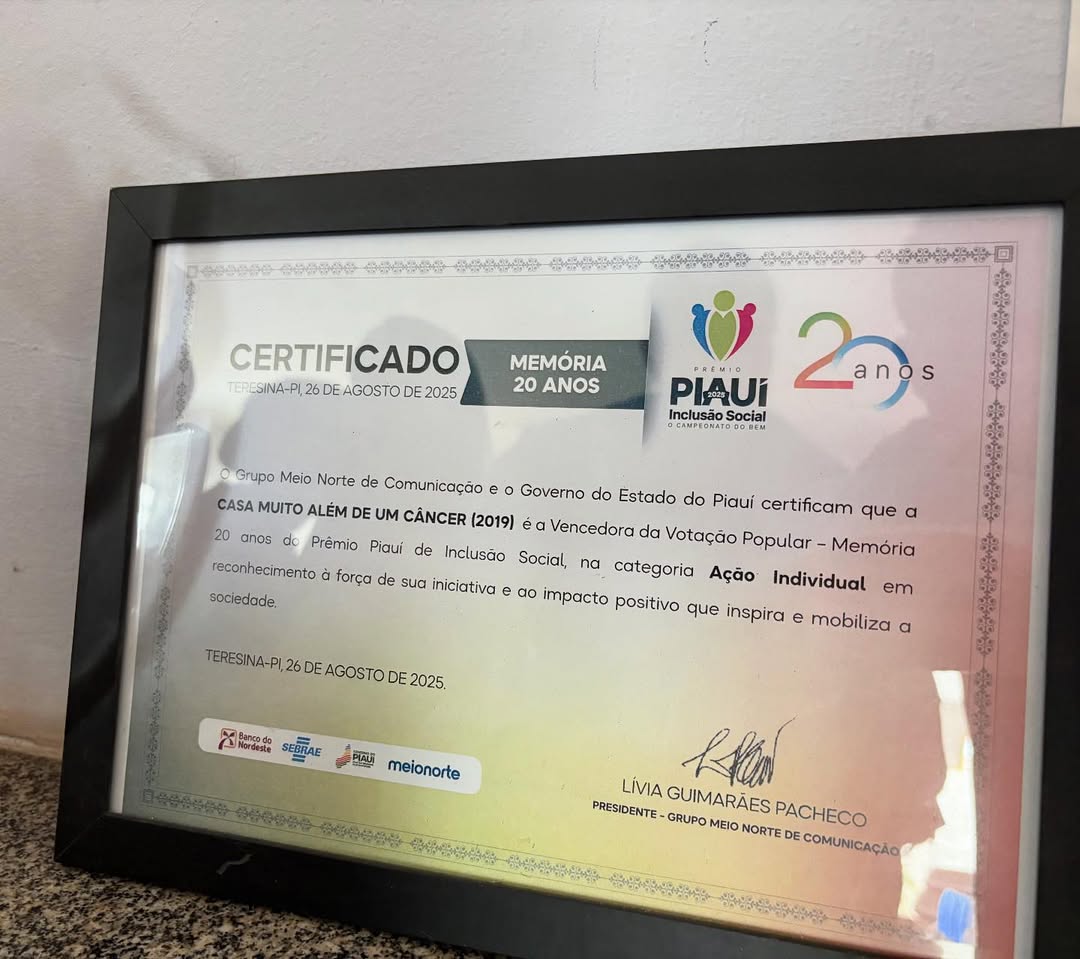 CERTIFICADO
TERESINA-PI, 26 DE AGOSTO DE 2025
MEMÓRIA
20 ANOS
PRÊMIO
PIAUÍ
2025
Inclusão Social
O CAMPEONATO DO BEM
20 anos
O Grupo Meio Norte de Comunicação e o Governo do Estado do Piauí certificam que a
CASA MUITO ALÉM DE UM CÂNCER (2019) é a Vencedora da Votação Popular – Memória
20 anos do Prêmio Piauí de Inclusão Social, na categoria Ação Individual em
reconhecimento à força de sua iniciativa e ao impacto positivo que inspira e mobiliza a
sociedade.
TERESINA-PI, 26 DE AGOSTO DE 2025.
Banco do
Nordeste
SEBRAE
GOVERNO DO
PIAUÍ
meionorte
LÍVIA GUIMARÃES PACHECO
PRESIDENTE - GRUPO MEIO NORTE DE COMUNICAÇÃO